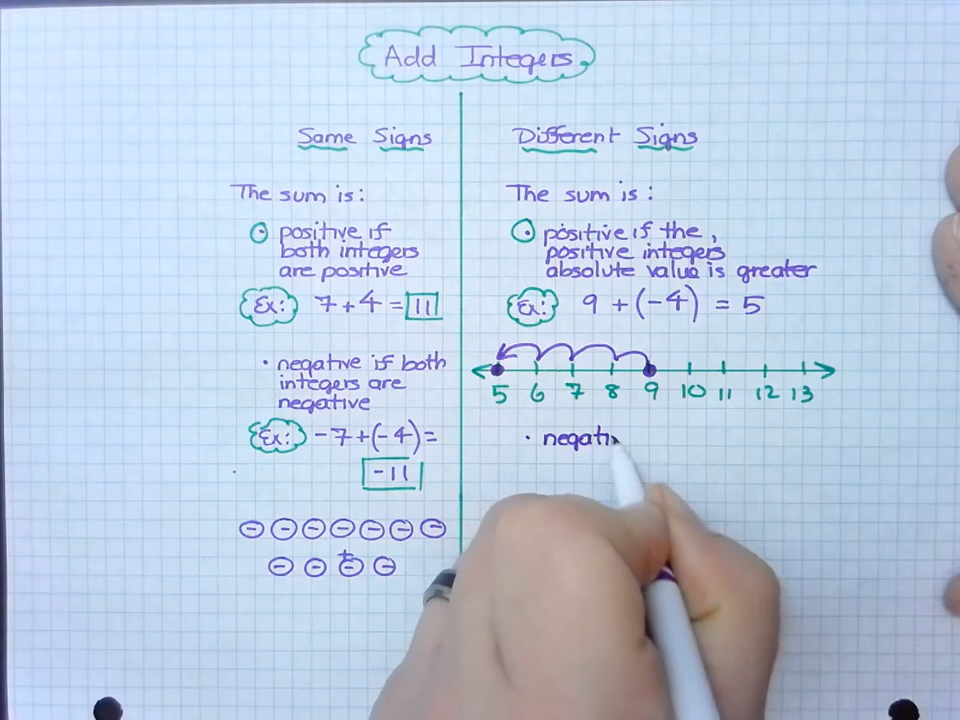 Add Integers
Same Signs
The sum is:
positive if
both integers
are positive
Ex: 7 + 4 = 11
• negative if both
integers are
negative
Ex: -7 + (-4) =
-11
Different Signs
The sum is:
positive if the ,
positive integers
absolute value is greater
Ex: 9 + (-4) = 5
5 6 7 8 9 10 11 12 13
• negati